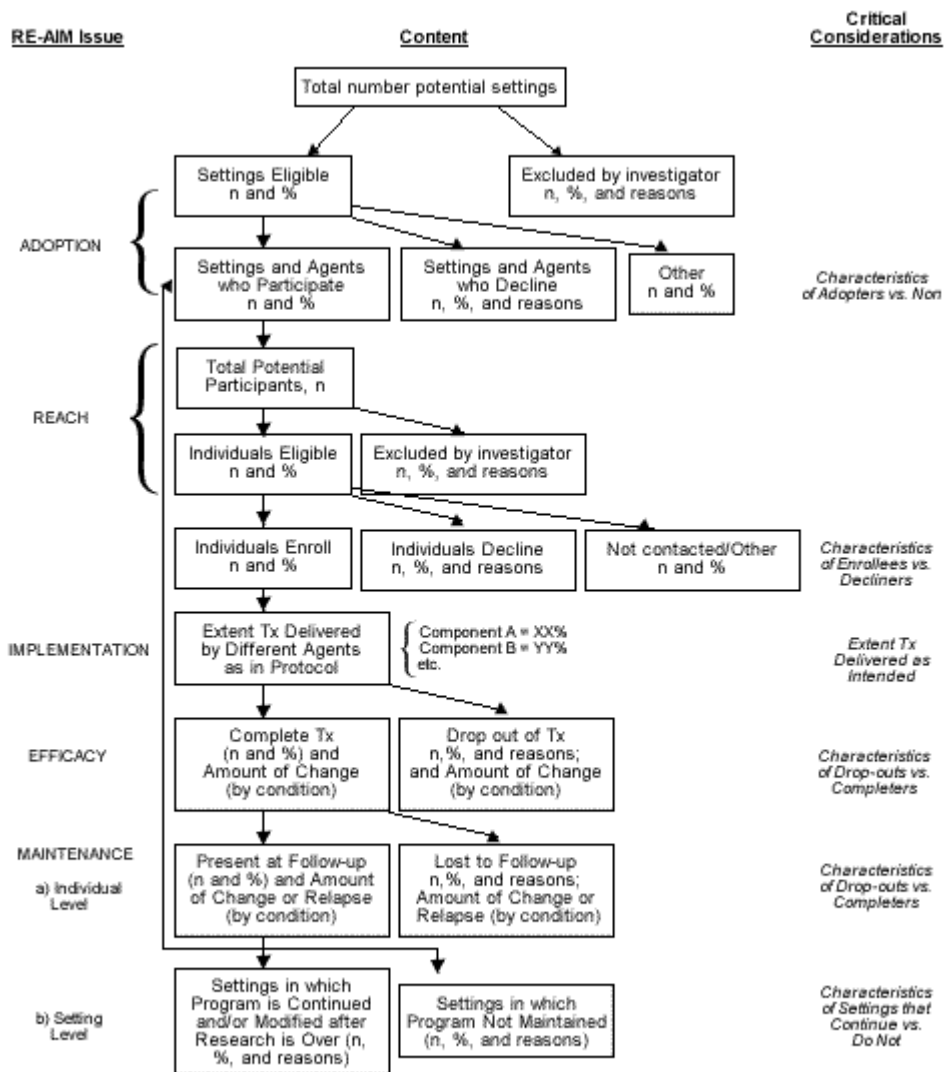 RE-AIM Issue
Content
Critical
Considerations
Total number potential settings
Settings Eligible
n and %
Excluded by investigator
n, %, and reasons
ADOPTION
Settings and Agents
who Participate
n and %
Settings and Agents
who Decline
n, %, and reasons
Other
n and %
Characteristics
of Adopters vs. Non
REACH
Total Potential
Participants, n
Individuals Eligible
n and %
Excluded by investigator
n, %, and reasons
Individuals Enroll
n and %
Individuals Decline
n, %, and reasons
Not contacted/Other
n and %
Characteristics
of Enrollees vs.
Decliners
IMPLEMENTATION
Extent Tx Delivered
by Different Agents
as in Protocol
Component A = XX%
Component B = YY%
etc.
Extent Tx
Delivered as
Intended
EFFICACY
Complete Tx
(n and %) and
Amount of Change
(by condition)
Drop out of Tx
n,%, and reasons;
and Amount of Change
(by condition)
Characteristics
of Drop-outs vs.
Completers
MAINTENANCE
a) Individual
Level
Present at Follow-up
(n and %) and Amount
of Change or Relapse
(by condition)
Lost to Follow-up
n,%, and reasons;
Amount of Change or
Relapse (by condition)
Characteristics
of Drop-outs vs.
Completers
b) Setting
Level
Settings in which
Program is Continued
and/or Modified after
Research is Over (n,
%, and reasons)
Settings in which
Program Not Maintained
(n, %, and reasons)
Characteristics
of Settings that
Continue vs.
Do Not